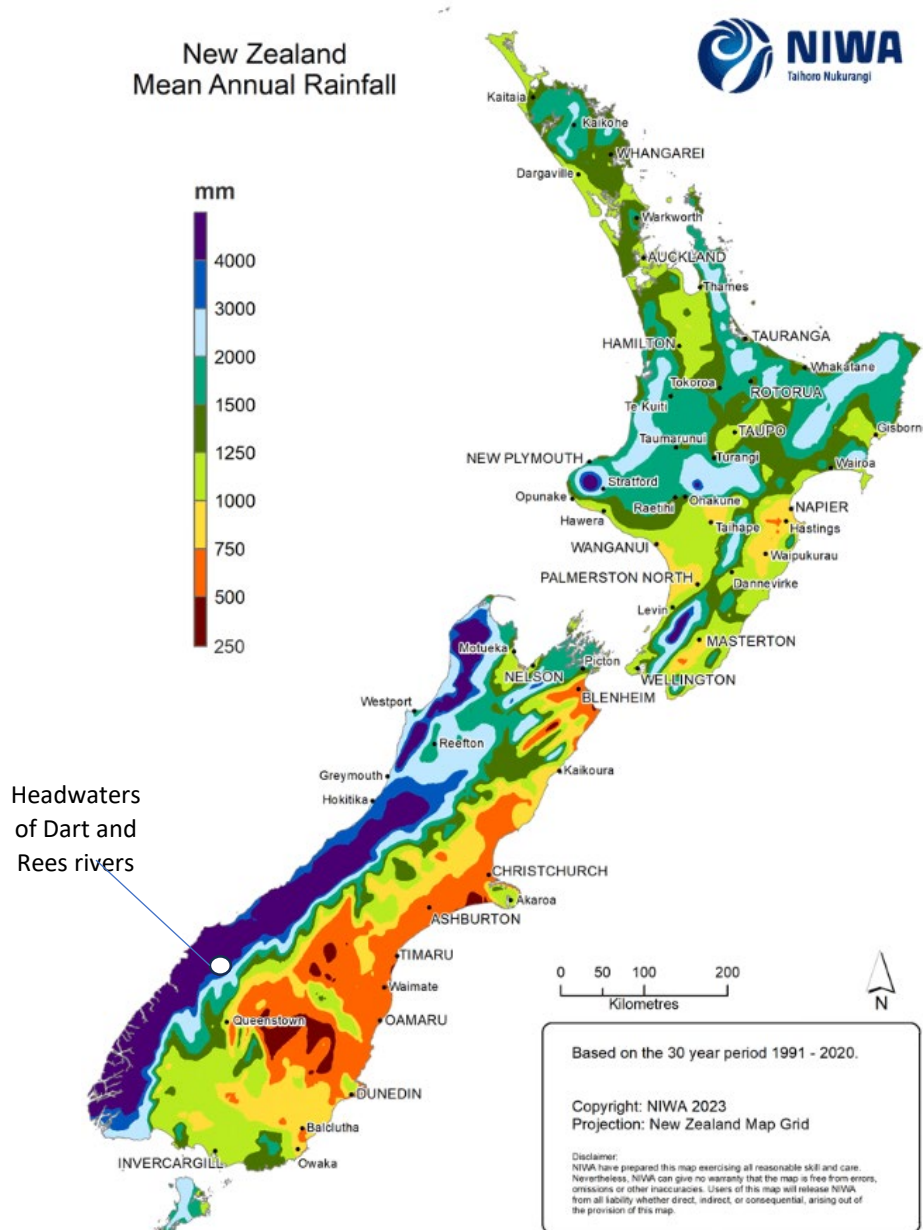 New Zealand
Mean Annual Rainfall
NIWA
Taihoro Nukurangi
mm
4000
3000
2000
1500
1250
1000
750
500
250
Kaitaia
Kaikohe
WHANGAREI
Dargaville
Warkworth
AUCKLAND
Thames
HAMILTON
TAURANGA
Whakatane
Tokoroa
ROTORUA
Te Kuiti
Gisborn
Taumarunui
TAUPO
Turangi
NEW PLYMOUTH
Wairoa
Stratford
Opunake
Raetihi
Ohakune
NAPIER
Hawera
Taihape
Hastings
WANGANUI
Waipukurau
PALMERSTON NORTH
Dannevirke
Levin
MASTERTON
WELLINGTON
Motueka
Picton
NELSON
BLENHEIM
Westport
Reefton
Kaikoura
Greymouth
Hokitika
Headwaters
of Dart and
Rees rivers
CHRISTCHURCH
Akaroa
ASHBURTON
TIMARU
Waimate
Queenstown
OAMARU
DUNEDIN
Balclutha
INVERCARGILL
Owaka
0 50 100 200
Kilometres
N
Based on the 30 year period 1991 - 2020.
Copyright: NIWA 2023
Projection: New Zealand Map Grid
Disclaimer:
NIWA have prepared this map exercising all reasonable skill and care.
Nevertheless, NIWA can give no warranty that the map is free from errors,
omissions or other inaccuracies. Users of this map will release NIWA
from all liability whether direct, indirect, or consequential, arising out of
the provision of this map.